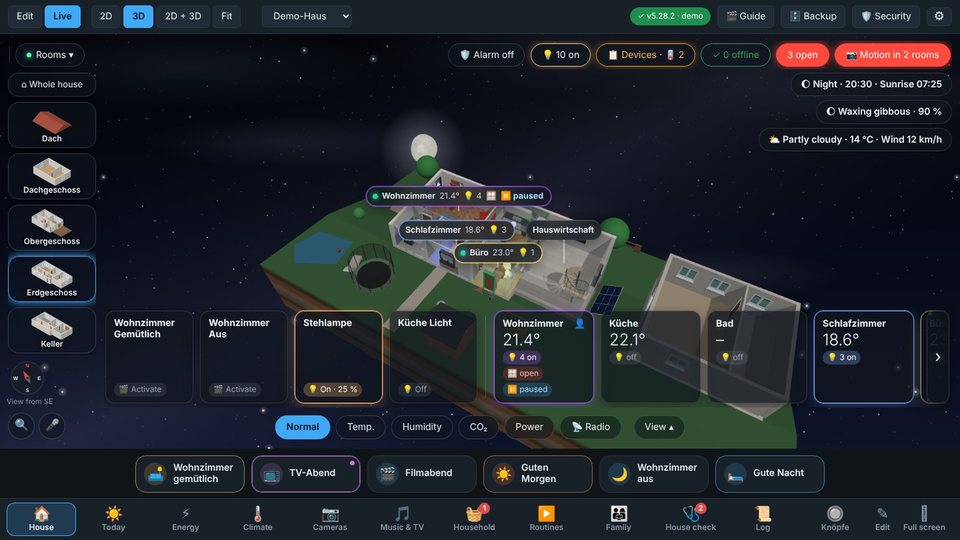 Edit Live 2D 3D 2D + 3D Fit Demo-Haus ✓ v5.28.2 · demo Guide Backup Security
Rooms ▾ Alarm off 10 on Devices · 2 ✓ 0 offline 3 open Motion in 2 rooms
⌂ Whole house
Night · 20:30 · Sunrise 07:25
Waxing gibbous · 90 %
Partly cloudy · 14 °C · Wind 12 km/h
Dach
Dachgeschoss
Obergeschoss
Erdgeschoss
Keller
Wohnzimmer 21.4° 4 paused
Schlafzimmer 18.6° 3
Hauswirtschaft
Büro 23.0° 1
Wohnzimmer
Gemütlich
Activate
Wohnzimmer
Aus
Activate
Stehlampe
On · 25 %
Küche Licht
Off
Wohnzimmer
21.4°
4 on
open
paused
Küche
22.1°
off
Bad
–
off
Schlafzimmer
18.6°
3 on
N
W E
S
View from SE
Normal Temp. Humidity CO₂ Power Radio View ▴
Wohnzimmer
gemütlich
TV-Abend
Filmabend
Guten
Morgen
Wohnzimmer
aus
Gute Nacht
House Today Energy Climate Cameras Music & TV Household 1 Routines Family House check 2 Log Knöpfe Edit Full screen